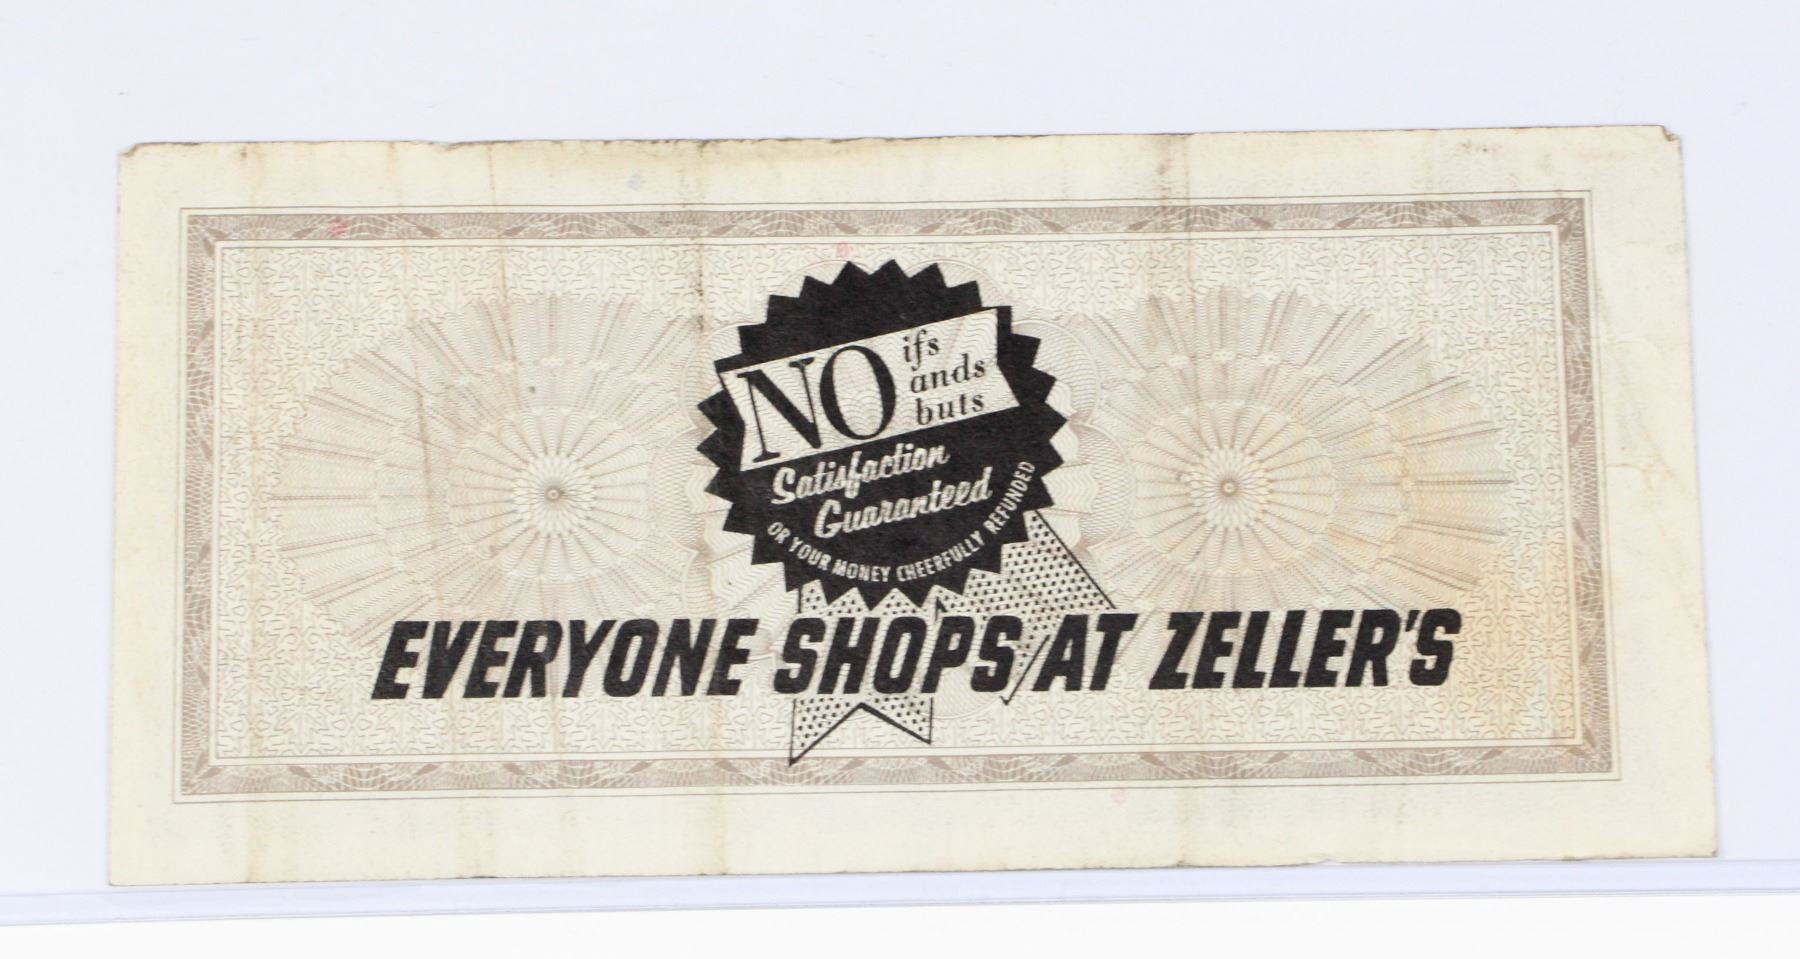 NO ifs
ands
buts
Satisfaction
Guaranteed
OR YOUR MONEY CHEERFULLY REFUNDED
EVERYONE SHOPS AT ZELLER'S